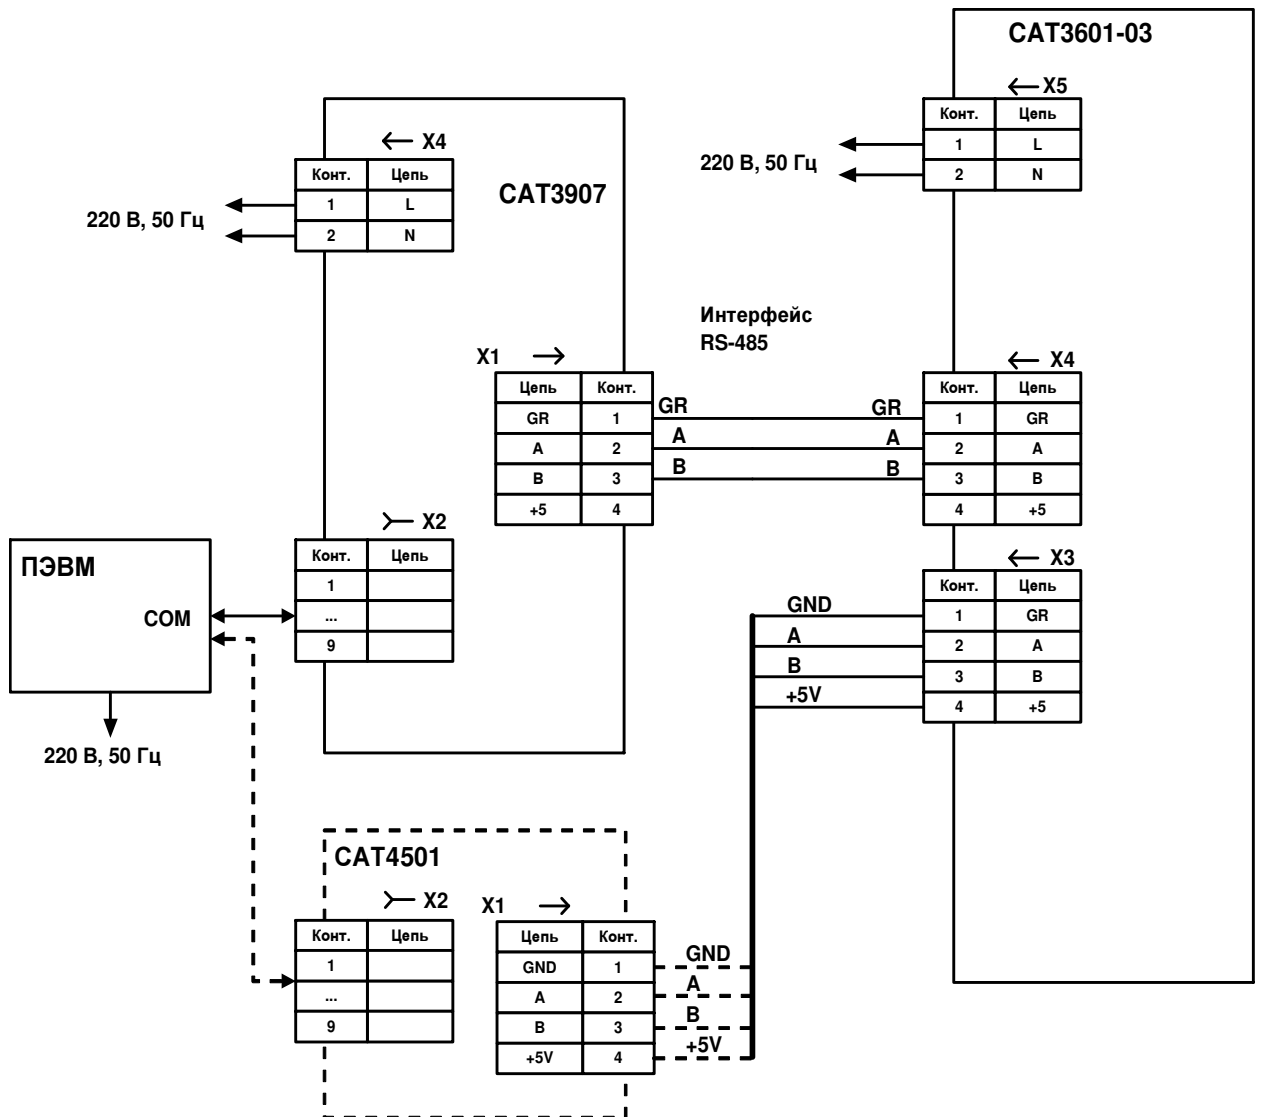 CAT3601-03
X5
Конт. Цепь
1 L
2 N
220 В, 50 Гц
X4
Конт. Цепь
1 L
2 N
220 В, 50 Гц
CAT3907
Интерфейс
RS-485
X1
Цепь Конт.
GR 1
A 2
B 3
+5 4
GR GR
A A
B B
X4
Конт. Цепь
1 GR
2 A
3 B
4 +5
X2
Конт. Цепь
1
...
9
ПЭВМ
COM
220 В, 50 Гц
X3
Конт. Цепь
1 GR
2 A
3 B
4 +5
GND
A
B
+5V
CAT4501
X2
Конт. Цепь
1
...
9
X1
Цепь Конт.
GND 1
A 2
B 3
+5V 4
GND
A
B
+5V